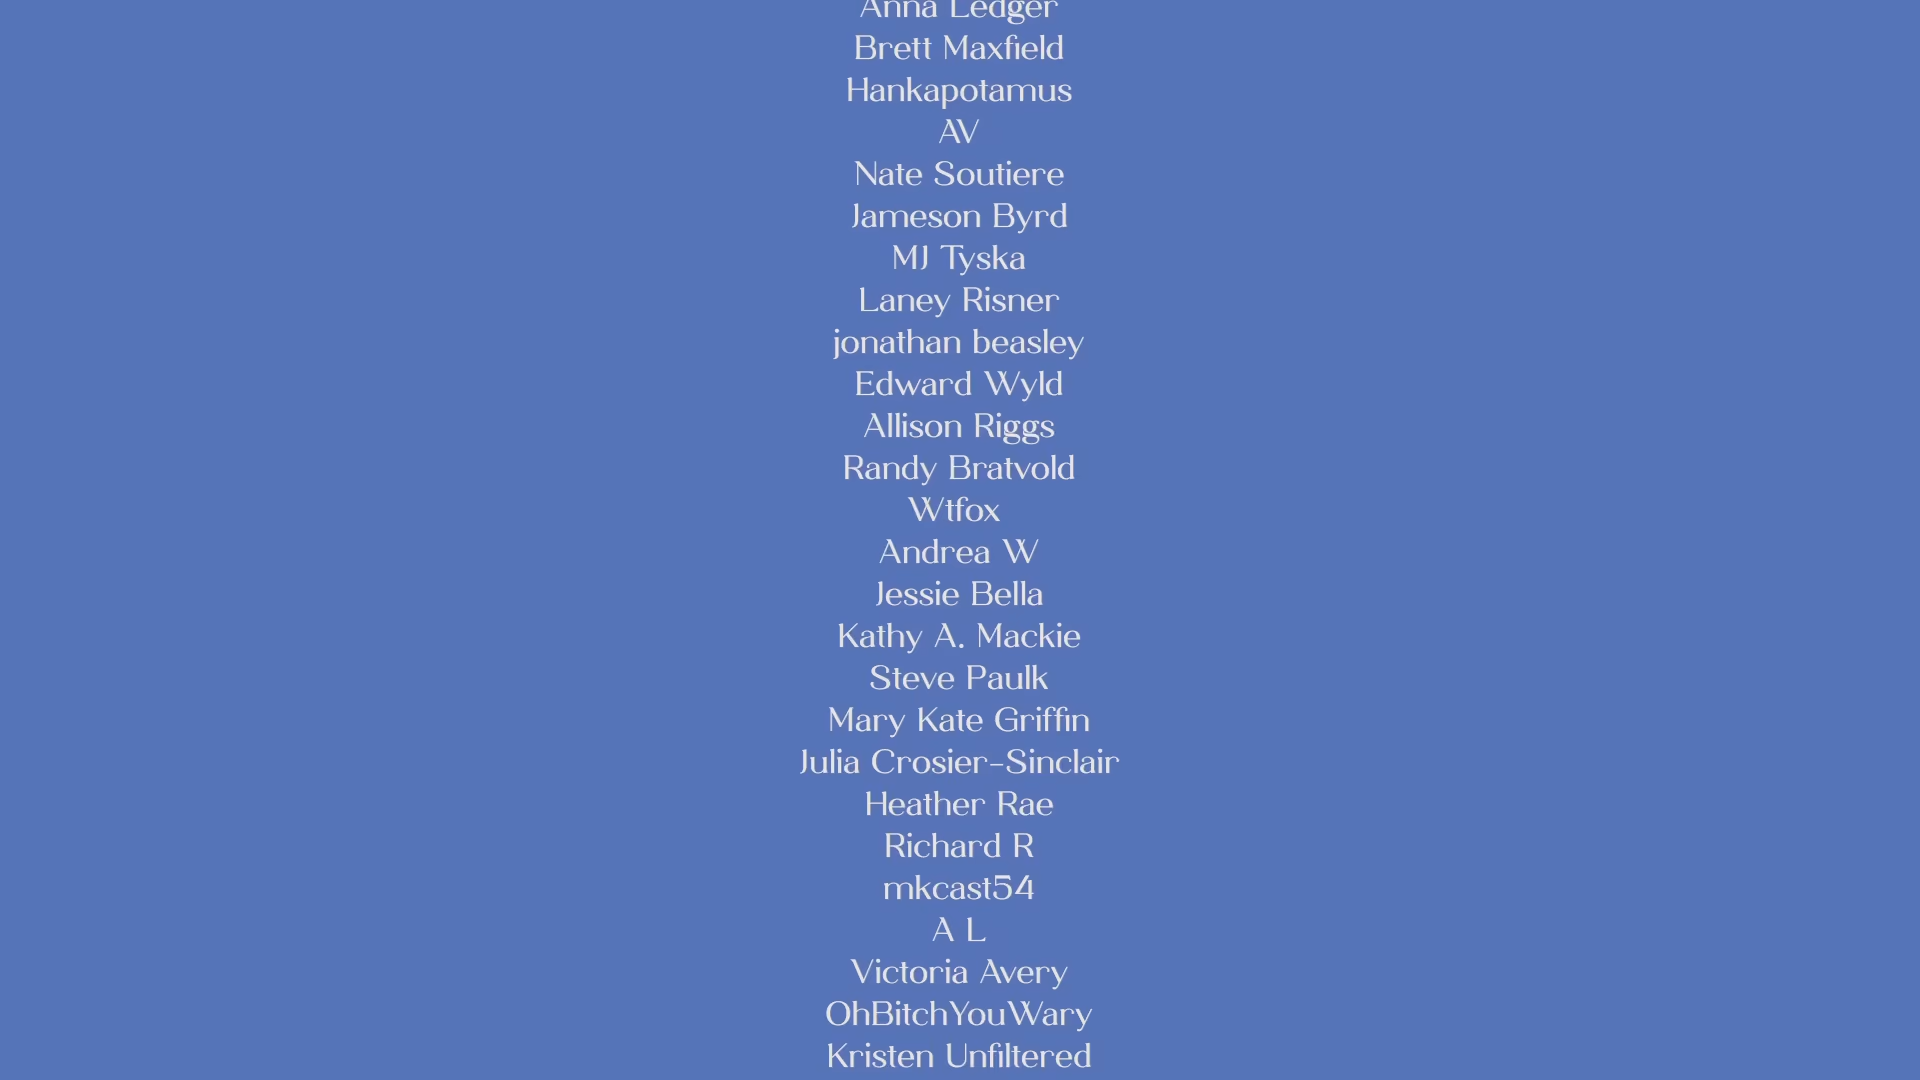 Anna Ledger
Brett Maxfield
Hankapotamus
AV
Nate Soutiere
Jameson Byrd
MJ Tyska
Laney Risner
jonathan beasley
Edward Wyld
Allison Riggs
Randy Bratvold
Wtfox
Andrea W
Jessie Bella
Kathy A. Mackie
Steve Paulk
Mary Kate Griffin
Julia Crosier-Sinclair
Heather Rae
Richard R
mkcast54
A L
Victoria Avery
OhBitchYouWary
Kristen Unfiltered